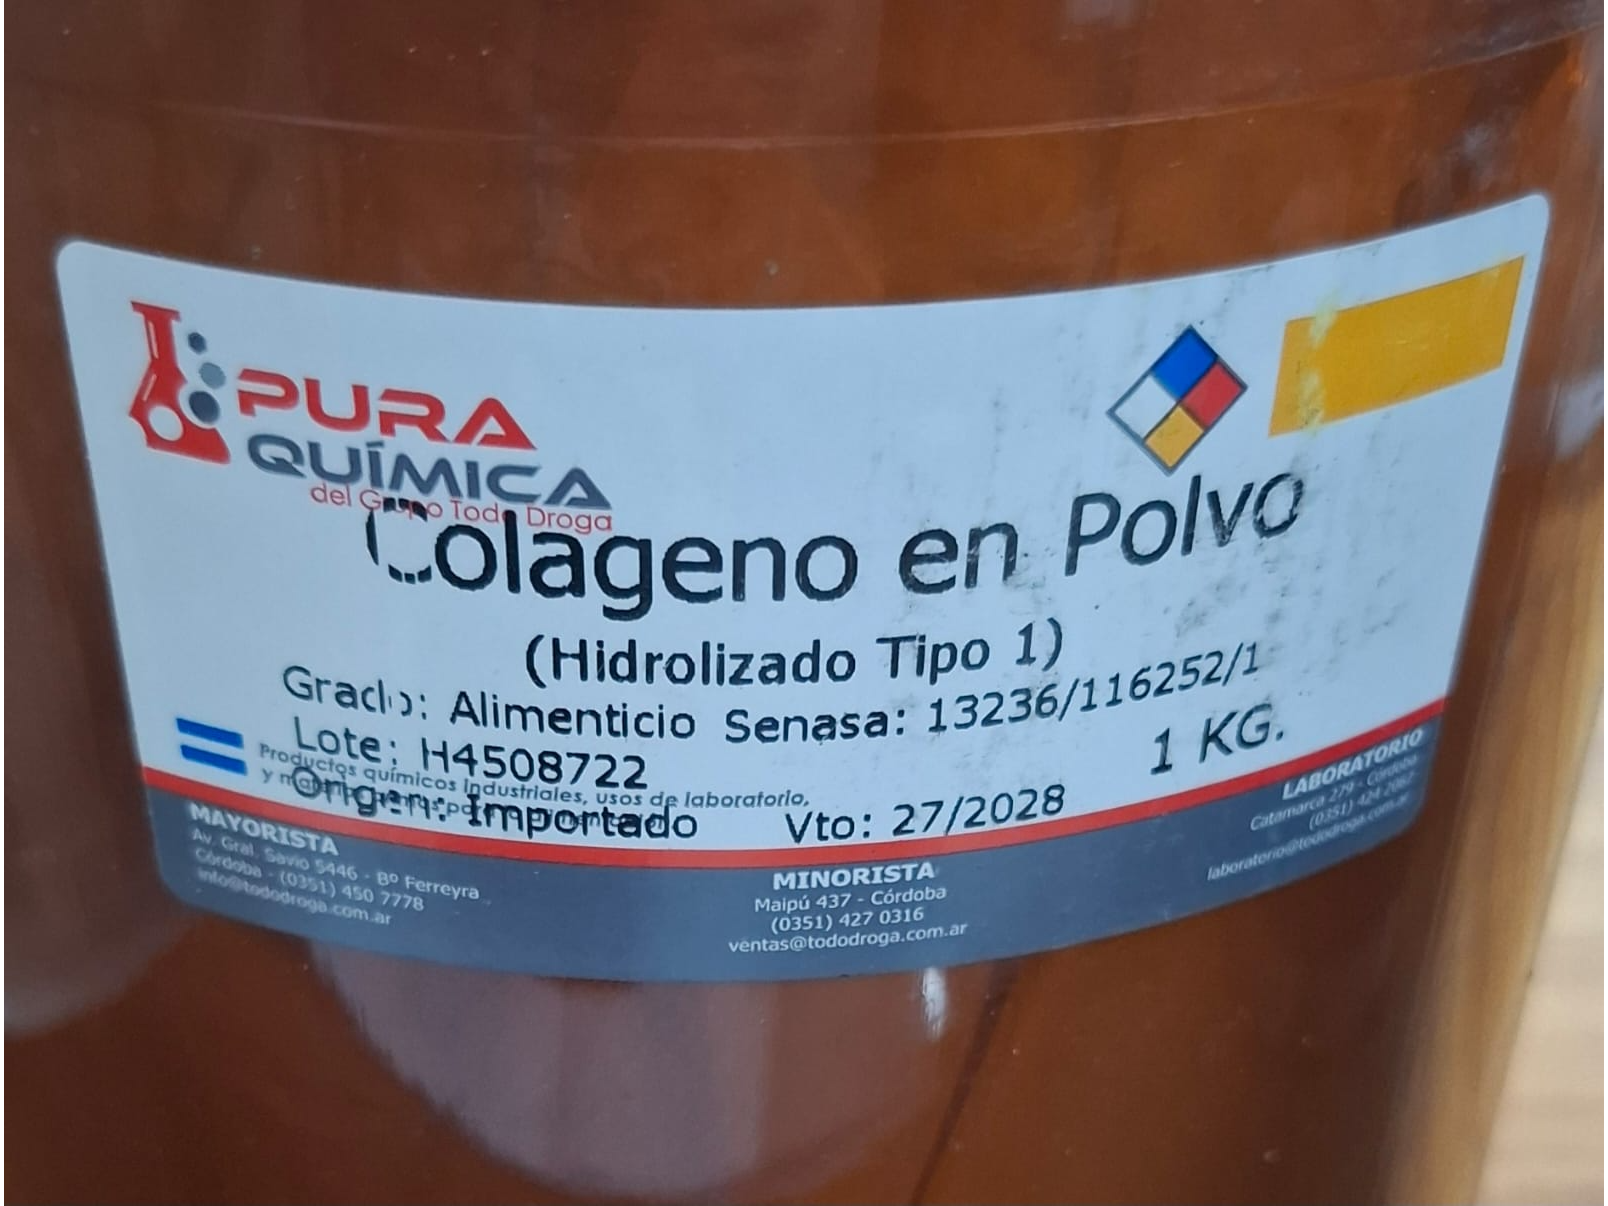 PURA
QUÍMICA
del Grupo Todo Droga
Colageno en Polvo
(Hidrolizado Tipo 1)
Grado: Alimenticio Senasa: 13236/116252/1
Lote: H4508722
1 KG.
Productos químicos industriales, usos de laboratorio,
y
Origen: Importado Vto: 27/2028
MAYORISTA
Av. Gral. Savio 5446 - Bº Ferreyra
Córdoba - (0351) 450 7778
info@tododroga.com.ar
MINORISTA
Maipú 437 - Córdoba
(0351) 427 0316
ventas@tododroga.com.ar
LABORATORIO
Catamarca 279 - Córdoba
(0351) 424
laboratorio@tododroga.com.ar